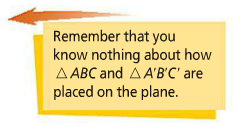 Remember that you
know nothing about how
△ABC and △A′B′C′ are
placed on the plane.